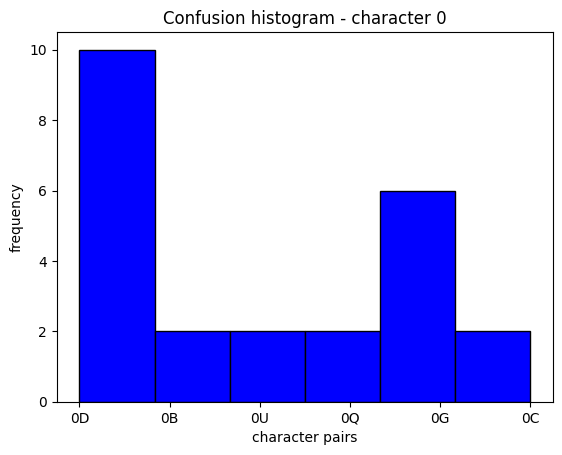 Confusion histogram - character 0
10
8
6
4
2
0
frequency
0D 0B 0U 0Q 0G 0C
character pairs